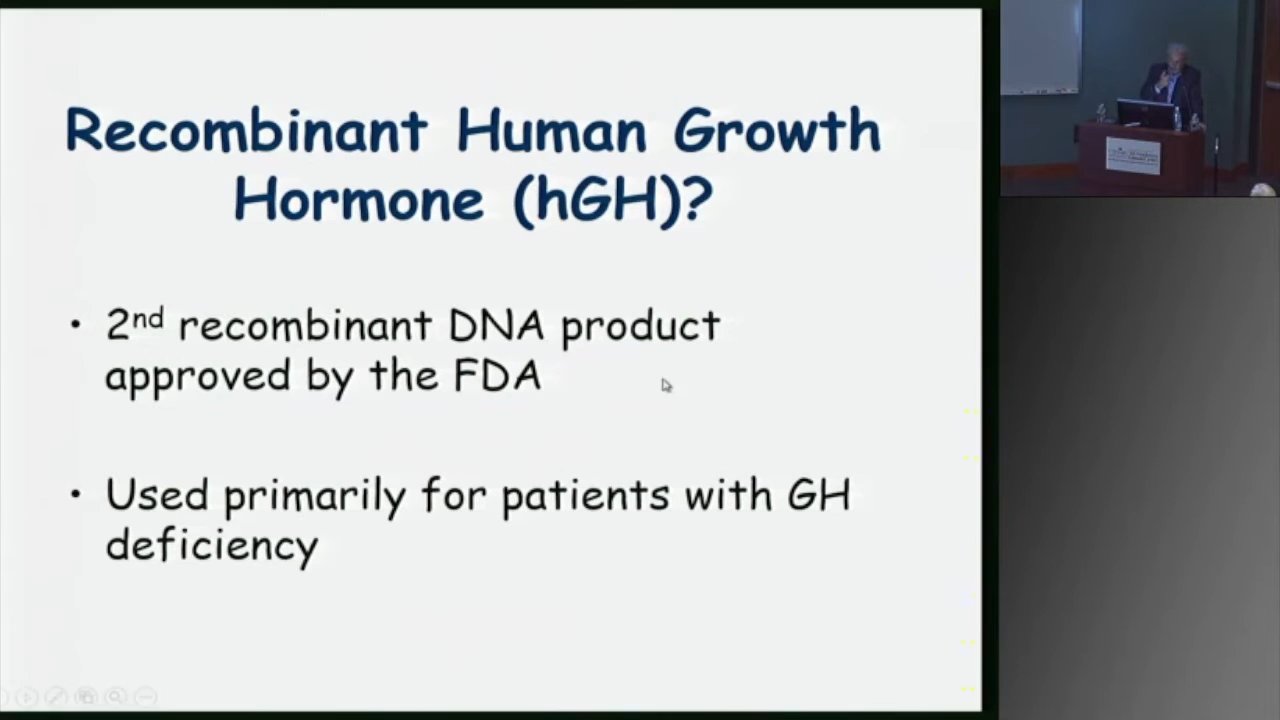 Recombinant Human Growth
Hormone (hGH)?
• 2nd recombinant DNA product
approved by the FDA
• Used primarily for patients with GH
deficiency